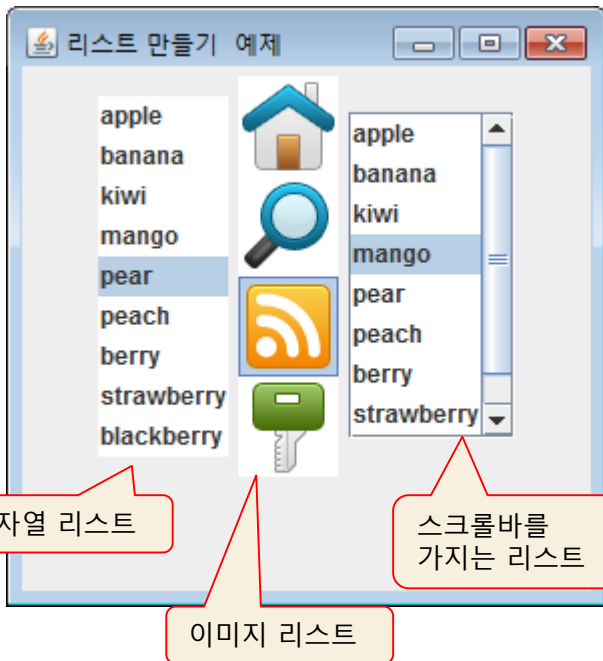 리스트 만들기 예제
apple
banana
kiwi
mango
pear
peach
berry
strawberry
blackberry
apple
banana
kiwi
mango
pear
peach
berry
strawberry
자열 리스트
이미지 리스트
스크롤바를
가지는 리스트